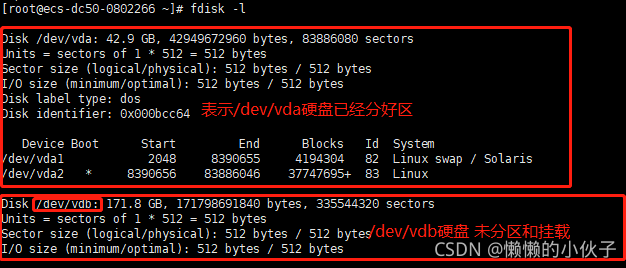 [root@ecs-dc50-0802266 ~]# fdisk -l
Disk /dev/vda: 42.9 GB, 42949672960 bytes, 83886080 sectors
Units = sectors of 1 * 512 = 512 bytes
Sector size (logical/physical): 512 bytes / 512 bytes
I/O size (minimum/optimal): 512 bytes / 512 bytes
Disk label type: dos
Disk identifier: 0x000bcc64
表示/dev/vda硬盘已经分好区
Device Boot Start End Blocks Id System
/dev/vda1 2048 8390655 4194304 82 Linux swap / Solaris
/dev/vda2 * 8390656 83886046 37747695+ 83 Linux
Disk /dev/vdb: 171.8 GB, 171798691840 bytes, 335544320 sectors
Units = sectors of 1 * 512 = 512 bytes
Sector size (logical/physical): 512 bytes / 512 bytes
/dev/vdb硬盘 未分区和挂载
I/O size (minimum/optimal): 512 bytes / 512 bytes
CSDN @懒懒的小伙子